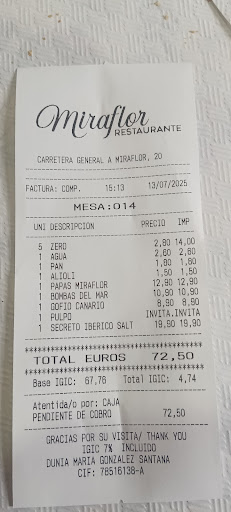 Miraflor
RESTAURANTE
CARRETERA GENERAL A MIRAFLOR, 20
FACTURA: COMP. 15:13 13/07/2025
MESA:014
UNI DESCRIPCION PRECIO IMP
5 ZERO 2,80 14,00
1 AGUA 2,60 2,60
1 PAN 1,80 1,80
1 ALIOLI 1,50 1,50
1 PAPAS MIRAFLOR 12,90 12,90
1 BOMBAS DEL MAR 10,90 10,90
1 GOFIO CANARIO 8,90 8,90
1 PULPO INVITA.INVITA
1 SECRETO IBERICO SALT 19,90 19,90
TOTAL EUROS 72,50
Base IGIC: 67,76 Total IGIC: 4,74
Atendida/o por: CAJA
PENDIENTE DE COBRO 72,50
GRACIAS POR SU VISITA/ THANK YOU
IGIC 7% INCLUIDO
DUNIA MARIA GONZALEZ SANTANA
CIF: 78516138-A